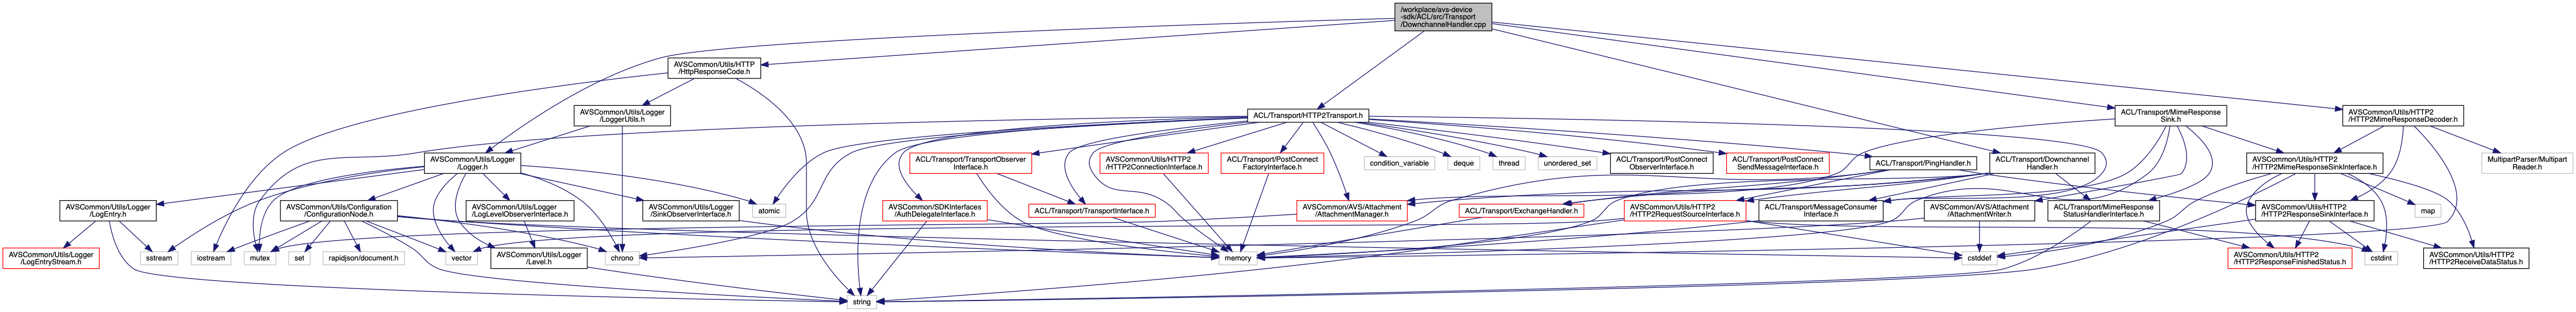 /workplace/avs-device
-sdk/ACL/src/Transport
/DownchannelHandler.cpp
AVSCommon/Utils/HTTP
/HttpResponseCode.h
AVSCommon/Utils/Logger
/LoggerUtils.h
ACL/Transport/HTTP2Transport.h
ACL/Transport/MimeResponse
Sink.h
AVSCommon/Utils/HTTP2
/HTTP2MimeResponseDecoder.h
AVSCommon/Utils/Logger
/Logger.h
ACL/Transport/TransportObserver
Interface.h
AVSCommon/Utils/HTTP2
/HTTP2ConnectionInterface.h
ACL/Transport/PostConnect
FactoryInterface.h
condition_variable
deque
thread
unordered_set
ACL/Transport/PostConnect
ObserverInterface.h
ACL/Transport/PostConnect
SendMessageInterface.h
ACL/Transport/PingHandler.h
ACL/Transport/Downchannel
Handler.h
AVSCommon/Utils/HTTP2
/HTTP2MimeResponseSinkInterface.h
MultipartParser/Multipart
Reader.h
AVSCommon/Utils/Logger
/LogEntry.h
AVSCommon/Utils/Configuration
/ConfigurationNode.h
AVSCommon/Utils/Logger
/LogLevelObserverInterface.h
AVSCommon/Utils/Logger
/SinkObserverInterface.h
atomic
AVSCommon/SDKInterfaces
/AuthDelegateInterface.h
ACL/Transport/TransportInterface.h
AVSCommon/AVS/Attachment
/AttachmentManager.h
ACL/Transport/ExchangeHandler.h
AVSCommon/Utils/HTTP2
/HTTP2RequestSourceInterface.h
ACL/Transport/MessageConsumer
Interface.h
AVSCommon/AVS/Attachment
/AttachmentWriter.h
ACL/Transport/MimeResponse
StatusHandlerInterface.h
AVSCommon/Utils/HTTP2
/HTTP2ResponseSinkInterface.h
map
AVSCommon/Utils/Logger
/LogEntryStream.h
sstream
iostream
mutex
set
rapidjson/document.h
vector
AVSCommon/Utils/Logger
/Level.h
chrono
memory
cstddef
AVSCommon/Utils/HTTP2
/HTTP2ResponseFinishedStatus.h
cstdint
AVSCommon/Utils/HTTP2
/HTTP2ReceiveDataStatus.h
string